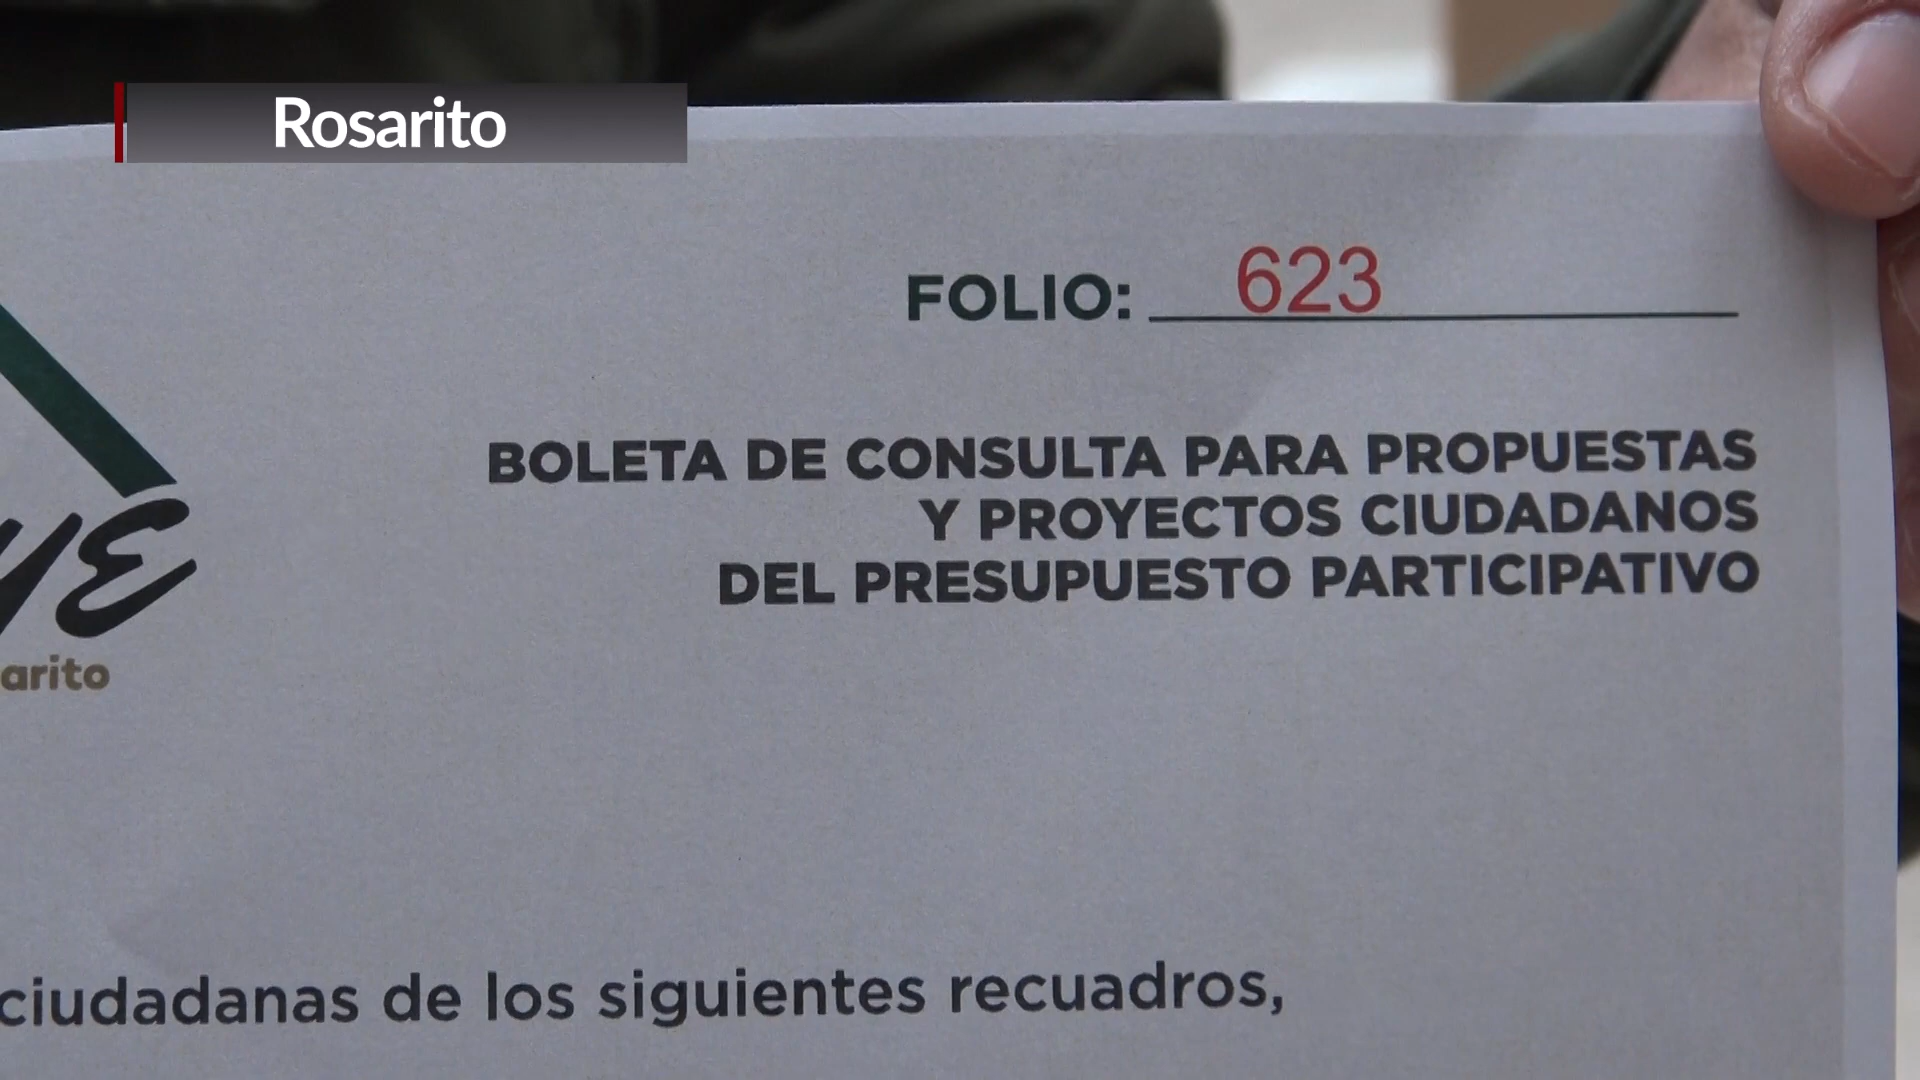 Rosarito
FOLIO: 623
BOLETA DE CONSULTA PARA PROPUESTAS
Y PROYECTOS CIUDADANOS
DEL PRESUPUESTO PARTICIPATIVO
YE
arito
ciudadanas de los siguientes recuadros,